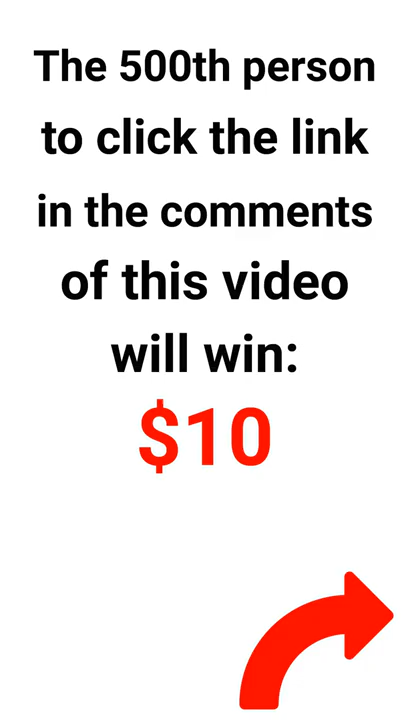 The 500th person
to click the link
in the comments
of this video
will win:
$10